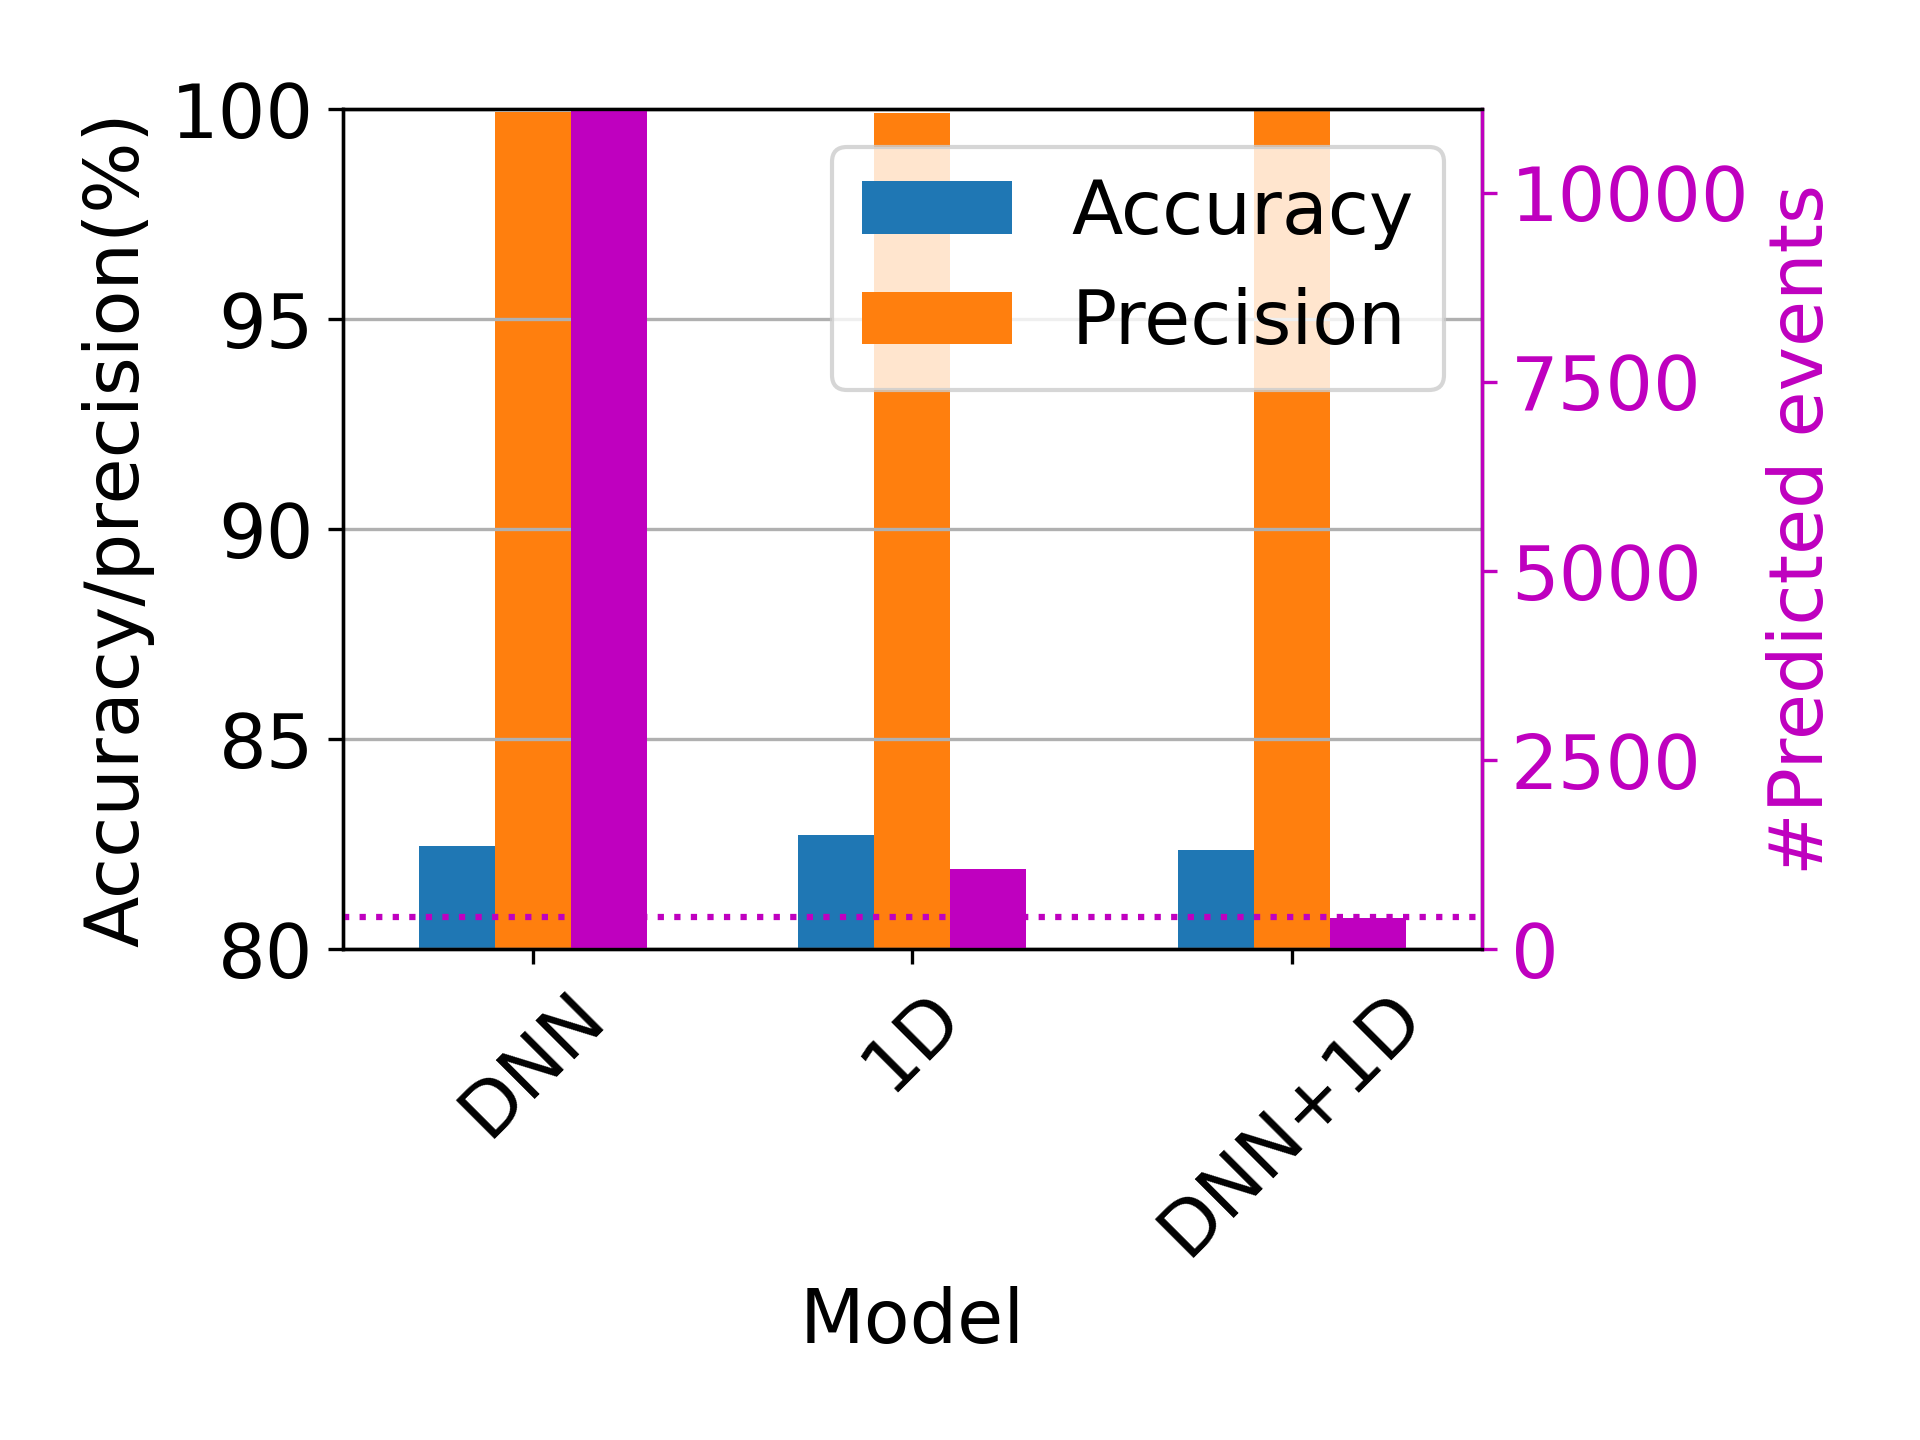 Accuracy/precision(%)
100
95
90
85
80
Accuracy
Precision
10000
7500
5000
2500
0
#Predicted events
DNN
1D
DNN+1D
Model